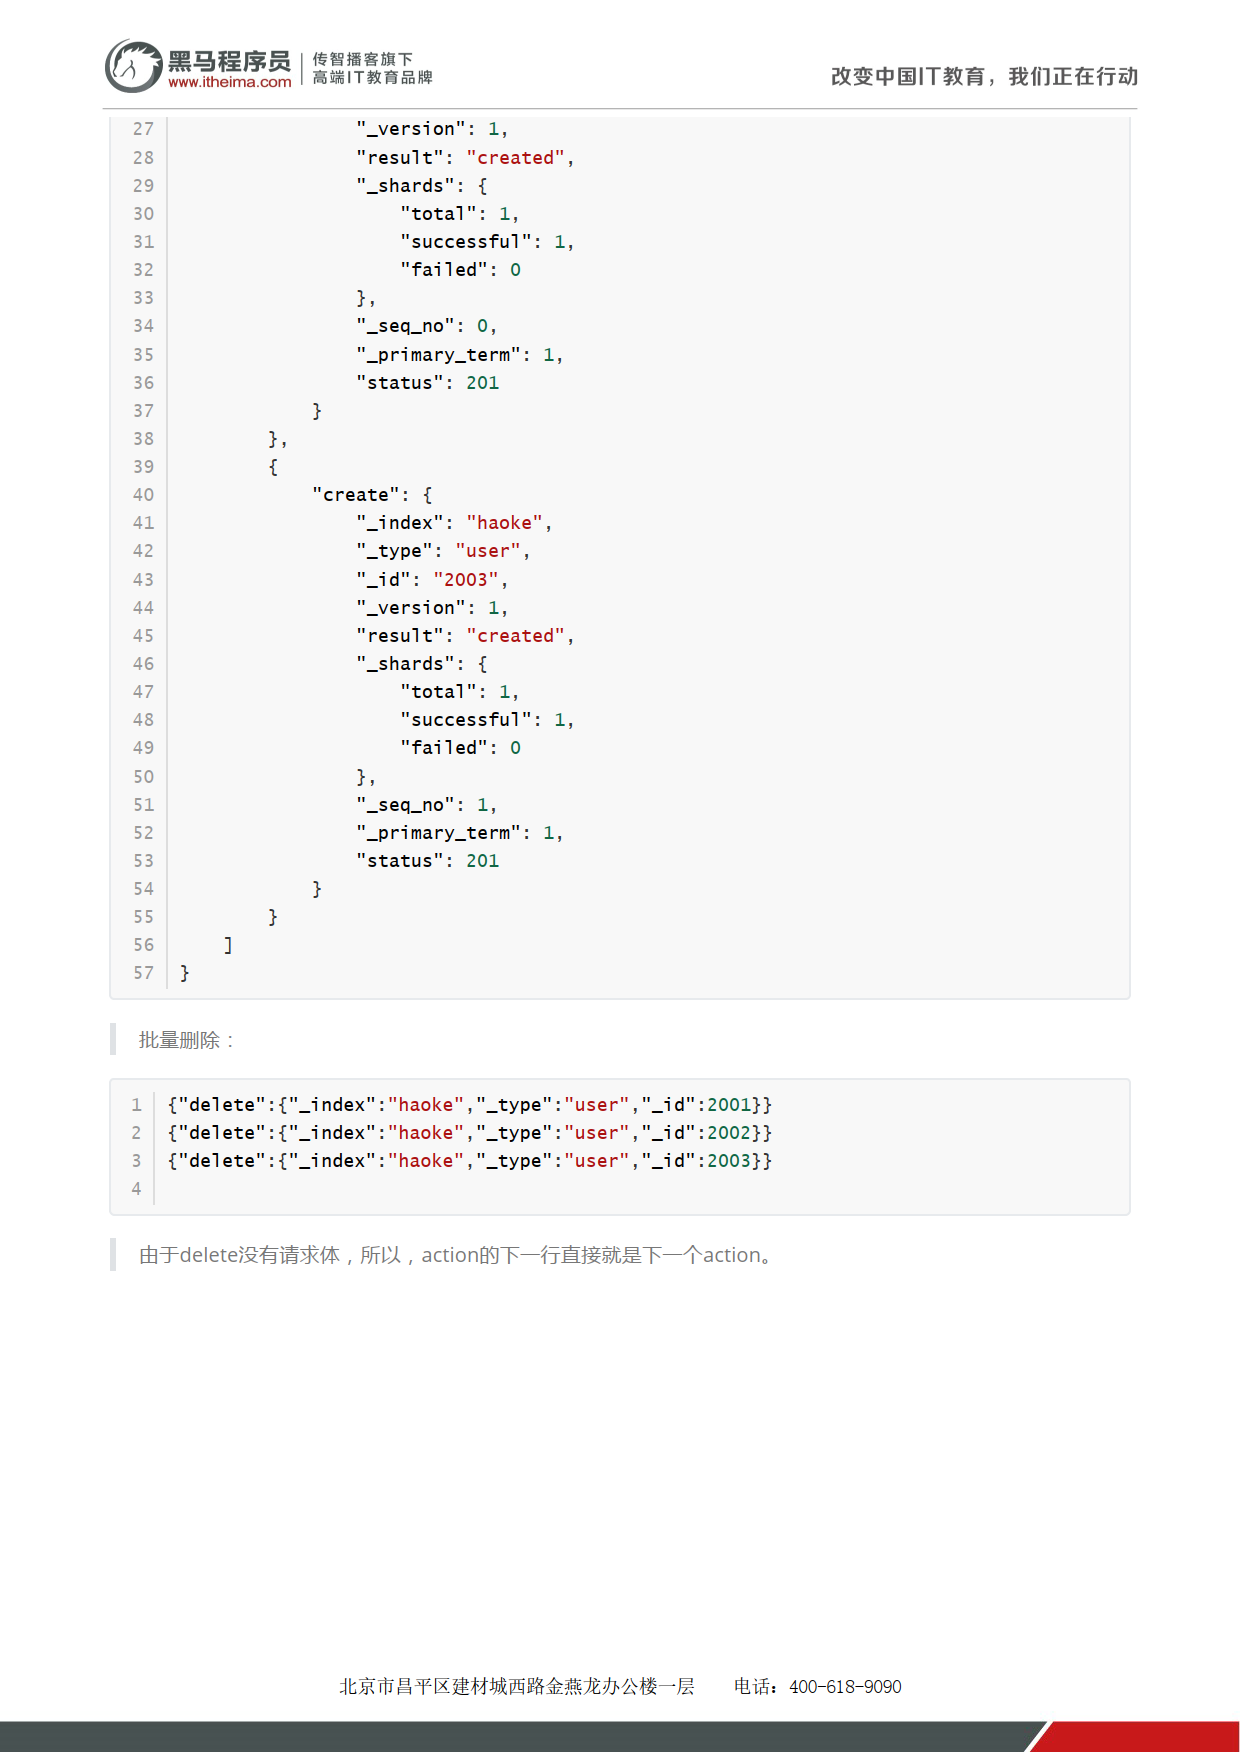 黑马程序员
www.itheima.com
传智播客旗下
高端IT教育品牌
改变中国IT教育，我们正在行动
27                 "_version": 1,
28                 "result": "created",
29                 "_shards": {
30                     "total": 1,
31                     "successful": 1,
32                     "failed": 0
33                 },
34                 "_seq_no": 0,
35                 "_primary_term": 1,
36                 "status": 201
37             }
38         },
39         {
40             "create": {
41                 "_index": "haoke",
42                 "_type": "user",
43                 "_id": "2003",
44                 "_version": 1,
45                 "result": "created",
46                 "_shards": {
47                     "total": 1,
48                     "successful": 1,
49                     "failed": 0
50                 },
51                 "_seq_no": 1,
52                 "_primary_term": 1,
53                 "status": 201
54             }
55         }
56     ]
57 }
批量删除：
1 {"delete":{"_index":"haoke","_type":"user","_id":2001}}
2 {"delete":{"_index":"haoke","_type":"user","_id":2002}}
3 {"delete":{"_index":"haoke","_type":"user","_id":2003}}
4
由于delete没有请求体，所以，action的下一行直接就是下一个action。
北京市昌平区建材城西路金燕龙办公楼一层    电话：400-618-9090